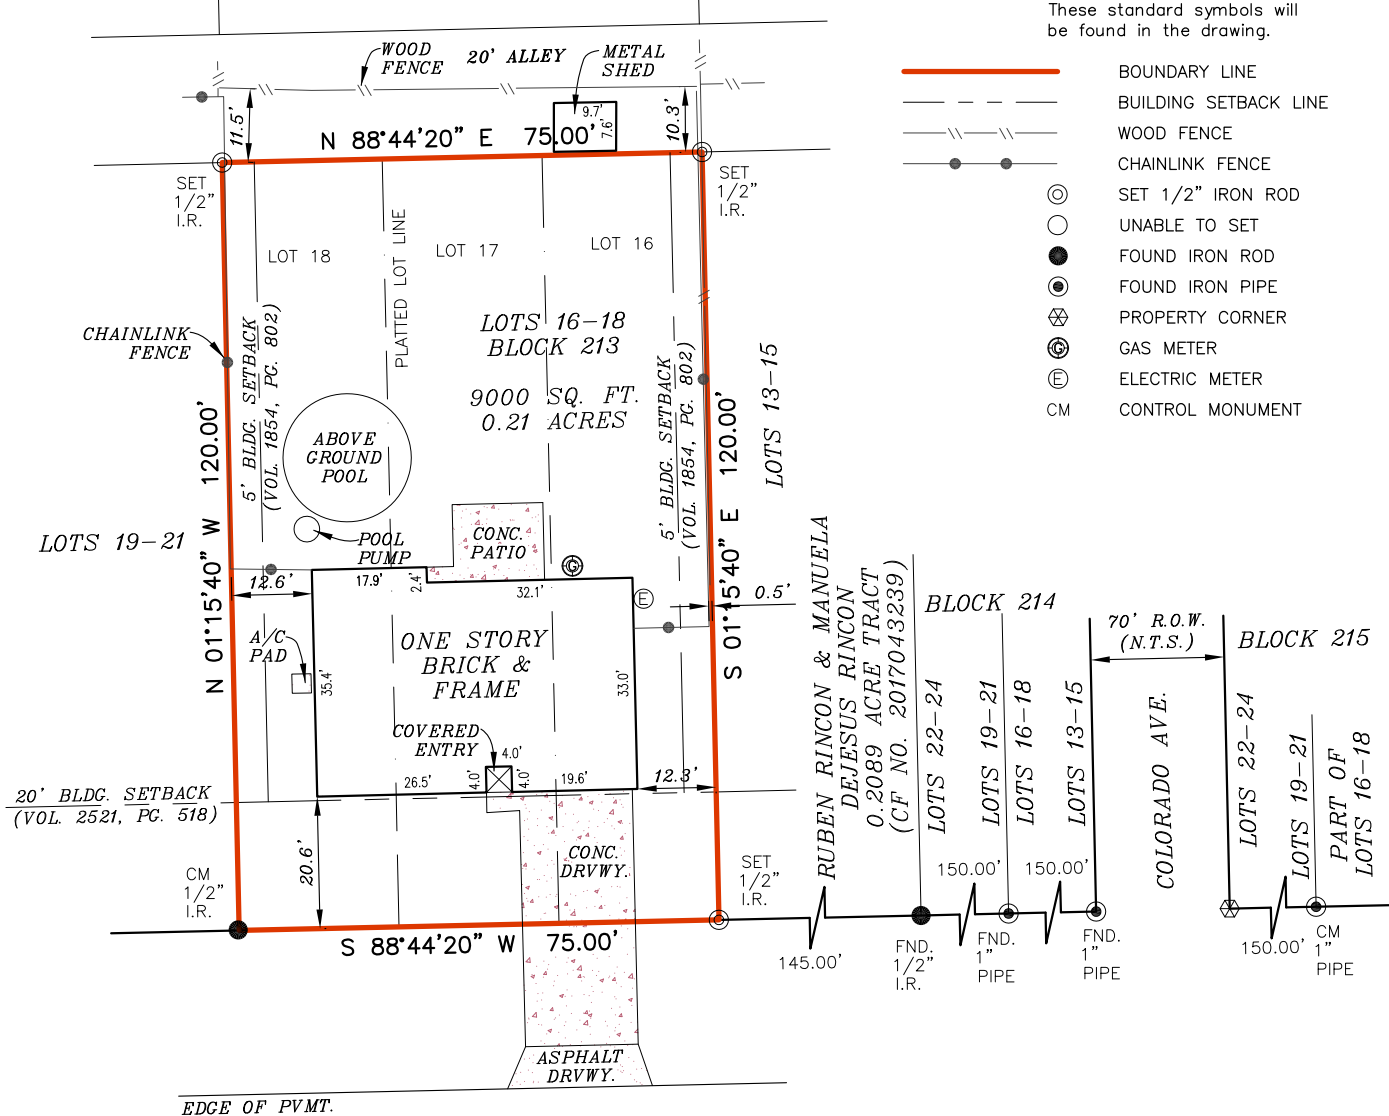 These standard symbols will
be found in the drawing.
BOUNDARY LINE
BUILDING SETBACK LINE
WOOD FENCE
CHAINLINK FENCE
SET 1/2" IRON ROD
UNABLE TO SET
FOUND IRON ROD
FOUND IRON PIPE
PROPERTY CORNER
G GAS METER
E ELECTRIC METER
CM CONTROL MONUMENT
WOOD
FENCE
20' ALLEY
METAL
SHED
9.7'
7.6'
11.5'
10.3'
N 88°44'20" E 75.00'
SET
1/2"
I.R.
SET
1/2"
I.R.
LOT 18
PLATTED LOT LINE
LOT 17
LOT 16
CHAINLINK
FENCE
5' BLDG. SETBACK
(VOL. 1854, PG. 802)
LOTS 16-18
BLOCK 213
9000 SQ. FT.
0.21 ACRES
5' BLDG. SETBACK
(VOL. 1854, PG. 802)
LOTS 13-15
N 01°15'40" W 120.00'
S 01°15'40" E 120.00'
ABOVE
GROUND
POOL
POOL
PUMP
CONC.
PATIO
G
LOTS 19-21
12.6'
17.9'
2.4'
32.1'
E
0.5'
A/C
PAD
ONE STORY
BRICK &
FRAME
35.4'
33.0'
COVERED
ENTRY
4.0'
4.0'
4.0'
26.5'
19.6'
12.3'
20' BLDG. SETBACK
(VOL. 2521, PG. 518)
20.6'
CONC.
DRVWY.
CM
1/2"
I.R.
SET
1/2"
I.R.
S 88°44'20" W 75.00'
ASPHALT
DRVWY.
EDGE OF PVMT.
RUBEN RINCON & MANUELA
DEJESUS RINCON
0.2089 ACRE TRACT
(CF NO. 2017043239)
BLOCK 214
LOTS 22-24
LOTS 19-21
LOTS 16-18
LOTS 13-15
70' R.O.W.
(N.T.S.)
COLORADO AVE.
BLOCK 215
LOTS 22-24
LOTS 19-21
PART OF
LOTS 16-18
145.00'
150.00'
150.00'
150.00'
FND.
1/2"
I.R.
FND.
1"
PIPE
FND.
1"
PIPE
CM
1"
PIPE